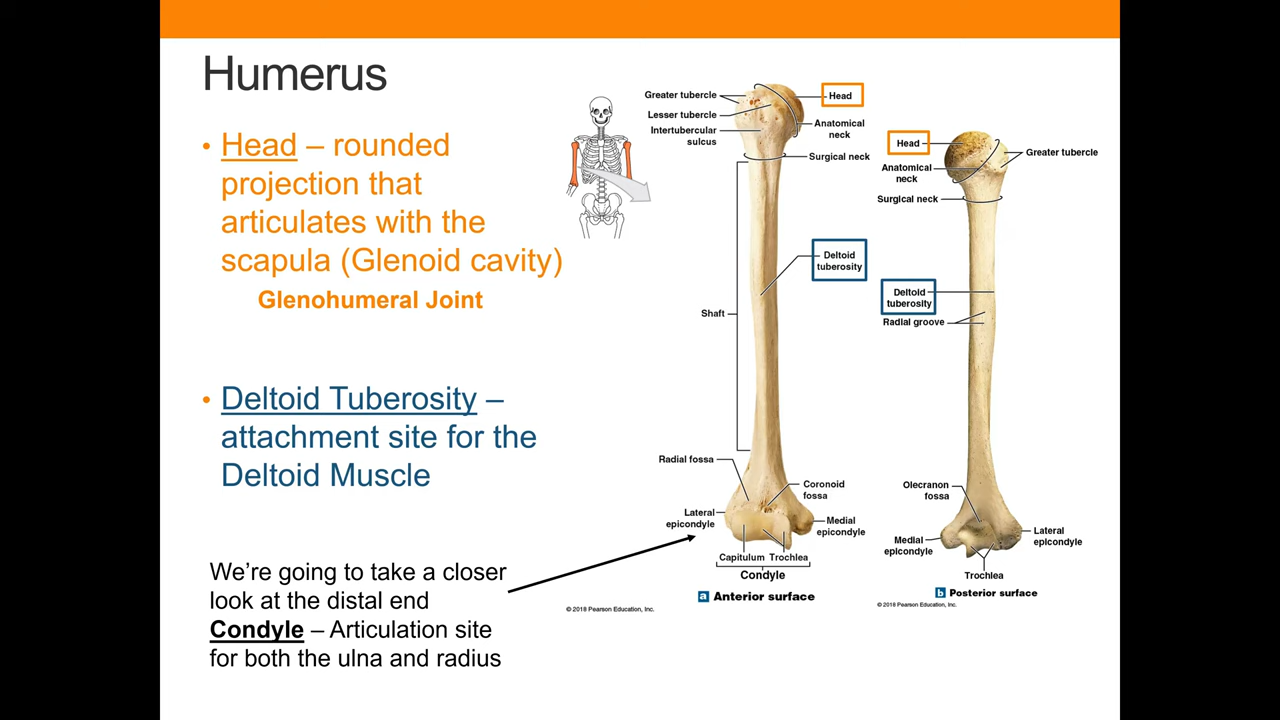 Humerus
• Head – rounded
projection that
articulates with the
scapula (Glenoid cavity)
Glenohumeral Joint
• Deltoid Tuberosity –
attachment site for the
Deltoid Muscle
We're going to take a closer
look at the distal end
Condyle – Articulation site
for both the ulna and radius
Greater tubercle
Lesser tubercle
Intertubercular
sulcus
Head
Anatomical
neck
Surgical neck
Deltoid
tuberosity
Shaft
Radial fossa
Coronoid
fossa
Lateral
epicondyle
Medial
epicondyle
Capitulum Trochlea
Condyle
a Anterior surface
© 2018 Pearson Education, Inc.
Head
Greater tubercle
Anatomical
neck
Surgical neck
Deltoid
tuberosity
Radial groove
Olecranon
fossa
Medial
epicondyle
Lateral
epicondyle
Trochlea
b Posterior surface
© 2018 Pearson Education, Inc.